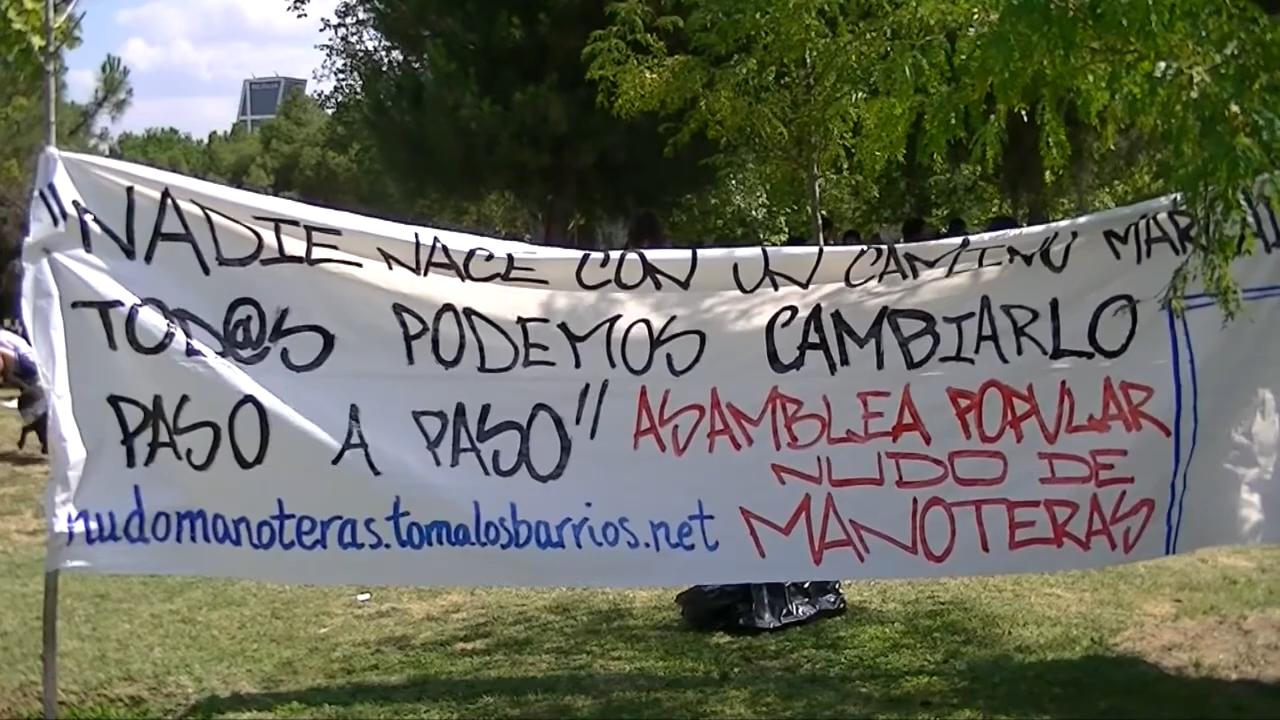 "NADIE NACE CON UN CAMINO
TOD@S PODEMOS CAMBIARLO
PASO A PASO"
ASAMBLEA POPULAR
NUDO DE
MANOTERAS
nudomanoteras.tomalosbarrios.net